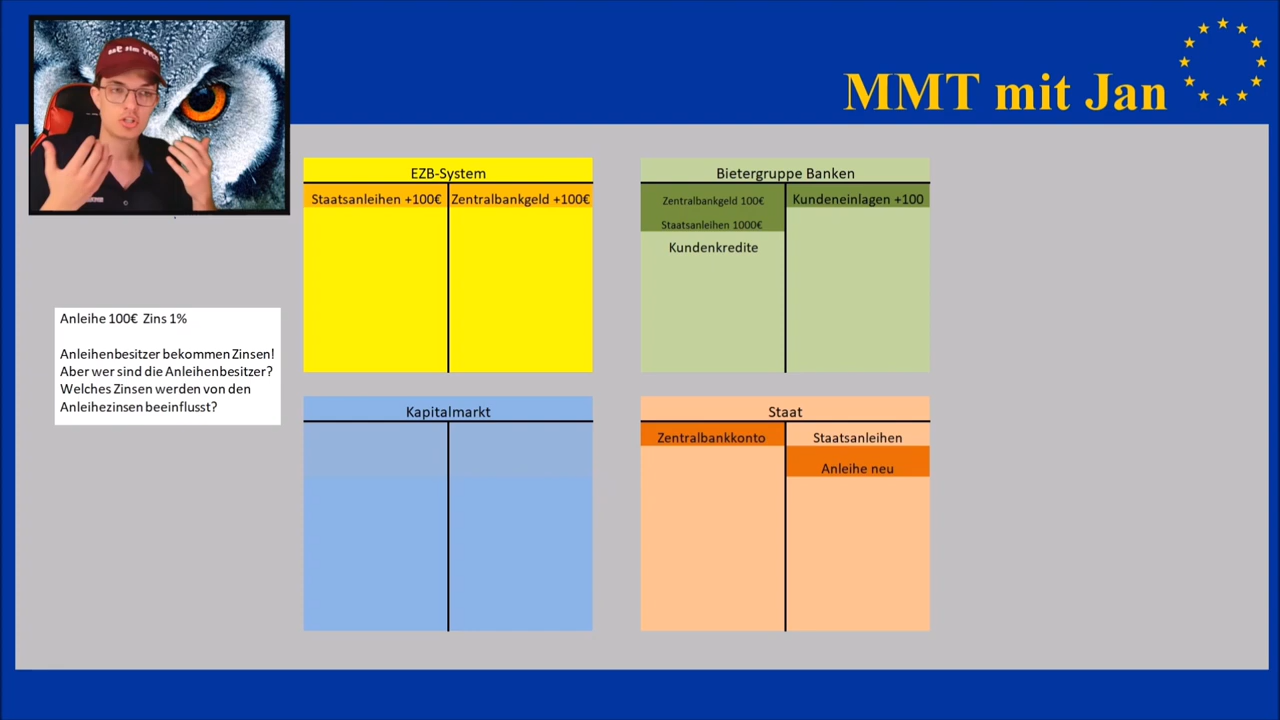 MMT mit Jan
EZB-System
Staatsanleihen +100€ Zentralbankgeld +100€
Bietergruppe Banken
Zentralbankgeld 100€ Kundeneinlagen +100
Staatsanleihen 1000€
Kundenkredite
Anleihe 100€ Zins 1%
Anleihenbesitzer bekommen Zinsen!
Aber wer sind die Anleihenbesitzer?
Welches Zinsen werden von den
Anleihezinsen beeinflusst?
Kapitalmarkt
Staat
Zentralbankkonto Staatsanleihen
Anleihe neu